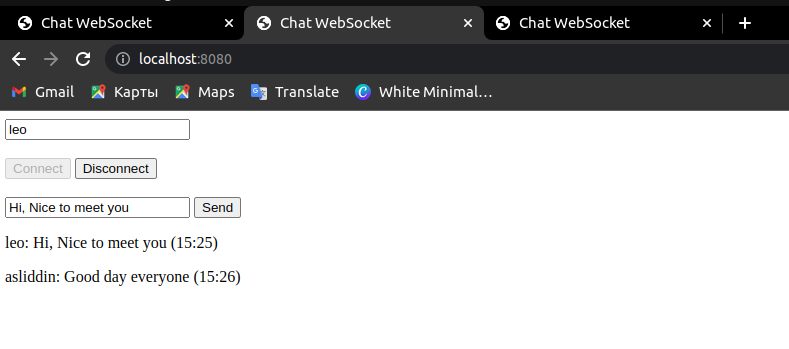 Chat WebSocket Chat WebSocket Chat WebSocket
localhost:8080
Gmail Карты Maps Translate White Minimal...
leo
Connect Disconnect
Hi, Nice to meet you Send
leo: Hi, Nice to meet you (15:25)
asliddin: Good day everyone (15:26)